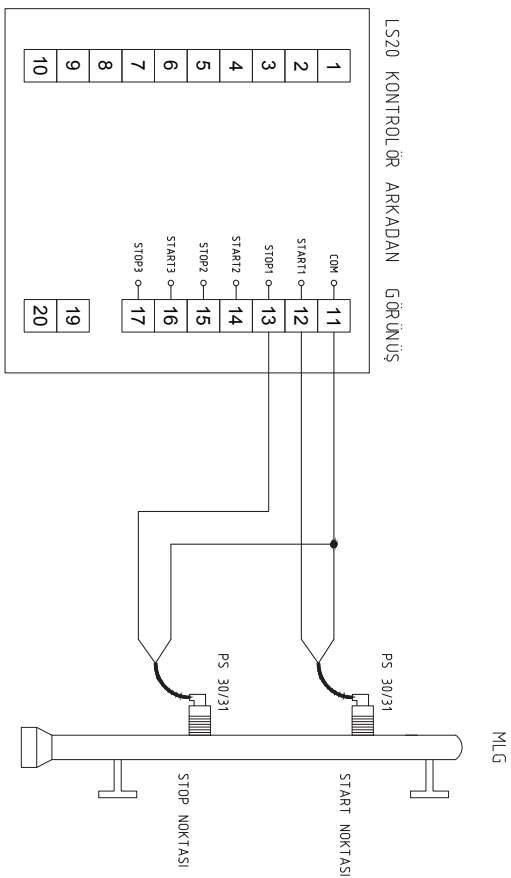 LS20 KONTROLÖR ARKADAN GÖRÜNÜŞ
10 9 8 7 6 5 4 3 2 1
STOP3 START3 STOP2 START2 STOP1 START1 COM
20 19 17 16 15 14 13 12 11
PS 30/31
PS 30/31
MLG
STOP NOKTASI
START NOKTASI